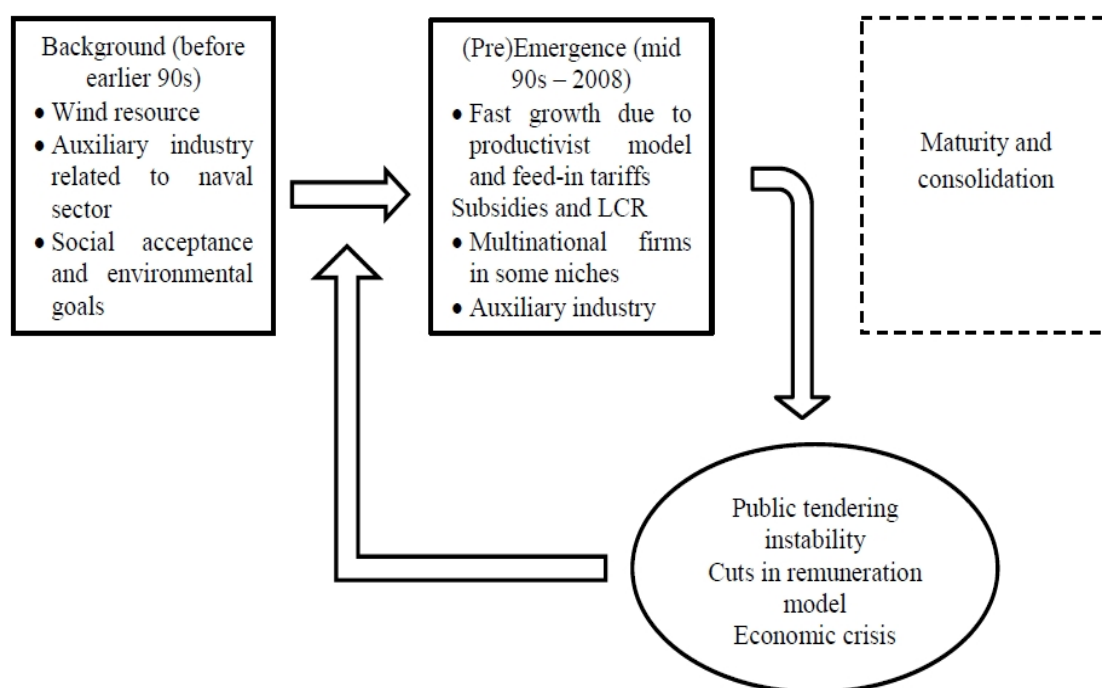 Background (before
earlier 90s)
• Wind resource
• Auxiliary industry
related to naval
sector
• Social acceptance
and environmental
goals
(Pre)Emergence (mid
90s – 2008)
• Fast growth due to
productivist model
and feed-in tariffs
Subsidies and LCR
• Multinational firms
in some niches
• Auxiliary industry
Maturity and
consolidation
Public tendering
instability
Cuts in remuneration
model
Economic crisis